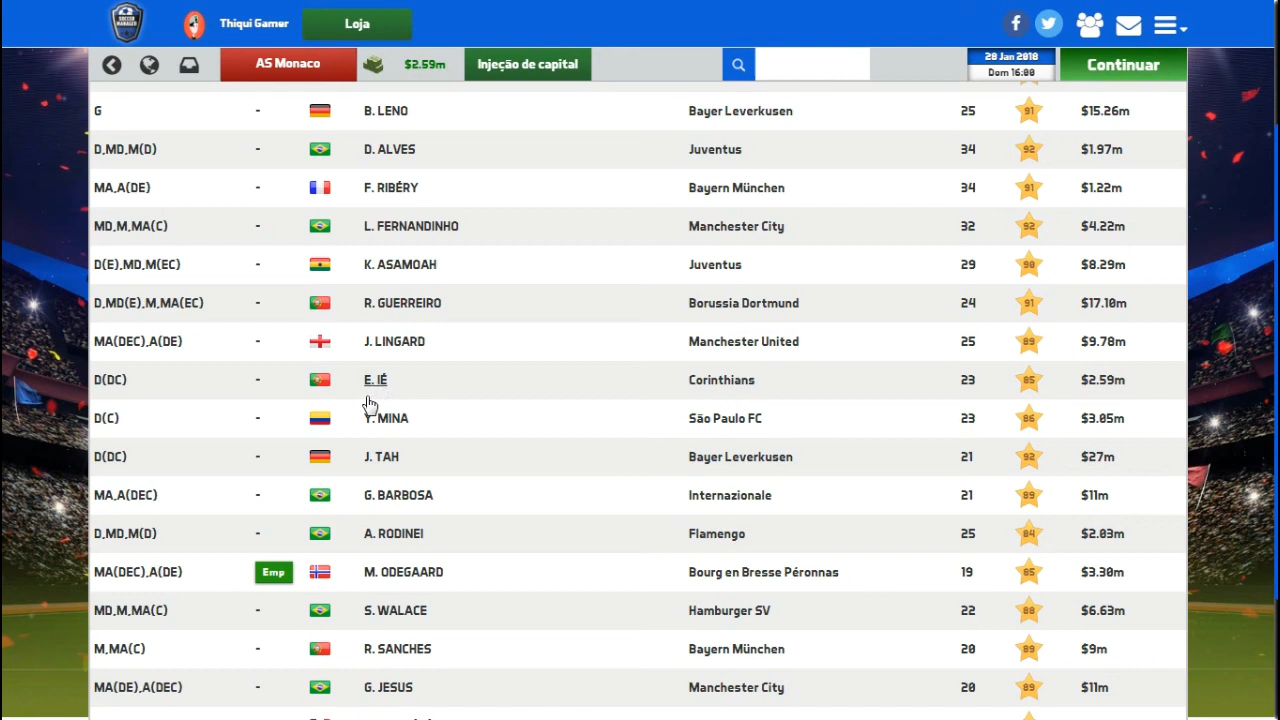 SOCCER MANAGER
Thiqui Gamer
Loja
AS Monaco
$2.59m
Injeção de capital
28 Jan 2018
Dom 16:00
Continuar
G - B. LENO Bayer Leverkusen 25 91 $15.26m
D,MD,M(D) - D. ALVES Juventus 34 92 $1.97m
MA,A(DE) - F. RIBÉRY Bayern München 34 91 $1.22m
MD,M,MA(C) - L. FERNANDINHO Manchester City 32 92 $4.22m
D(E),MD,M(EC) - K. ASAMOAH Juventus 29 90 $8.29m
D,MD(E),M,MA(EC) - R. GUERREIRO Borussia Dortmund 24 91 $17.10m
MA(DEC),A(DE) - J. LINGARD Manchester United 25 89 $9.78m
D(DC) - E. IÉ Corinthians 23 85 $2.59m
D(C) - Y. MINA São Paulo FC 23 86 $3.05m
D(DC) - J. TAH Bayer Leverkusen 21 92 $27m
MA,A(DEC) - G. BARBOSA Internazionale 21 89 $11m
D,MD,M(D) - A. RODINEI Flamengo 25 84 $2.03m
MA(DEC),A(DE) Emp M. ODEGAARD Bourg en Bresse Péronnas 19 85 $3.30m
MD,M,MA(C) - S. WALACE Hamburger SV 22 88 $6.63m
M,MA(C) - R. SANCHES Bayern München 20 89 $9m
MA(DE),A(DEC) - G. JESUS Manchester City 20 89 $11m